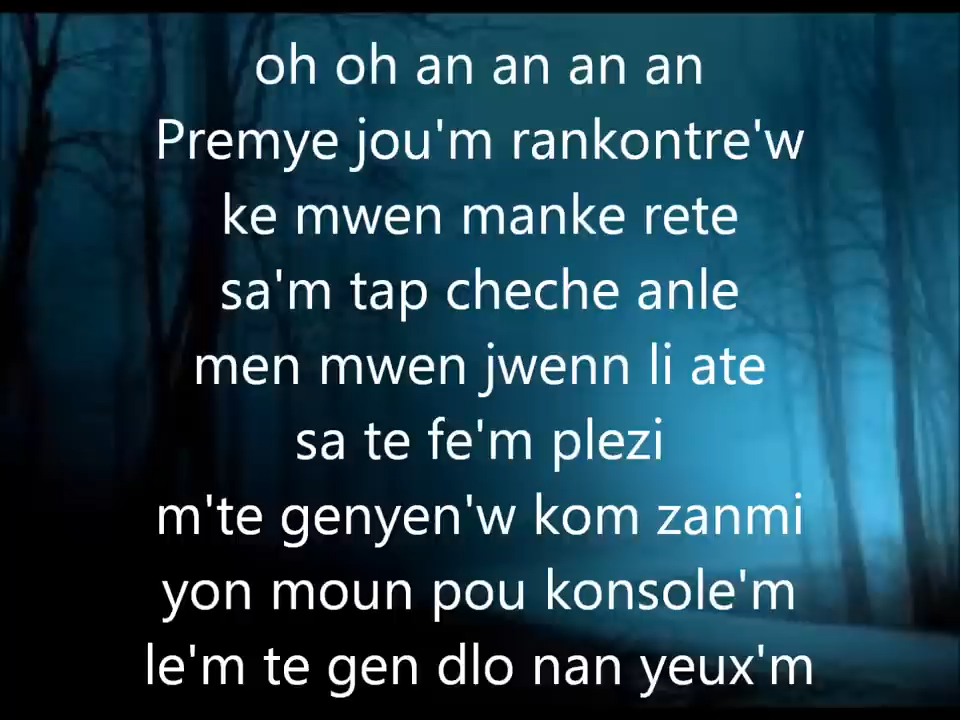 oh oh an an an an
Premye jou'm rankontre'w
ke mwen manke rete
sa'm tap cheche anle
men mwen jwenn li ate
sa te fe'm plezi
m'te genyen'w kom zanmi
yon moun pou konsole'm
le'm te gen dlo nan yeux'm